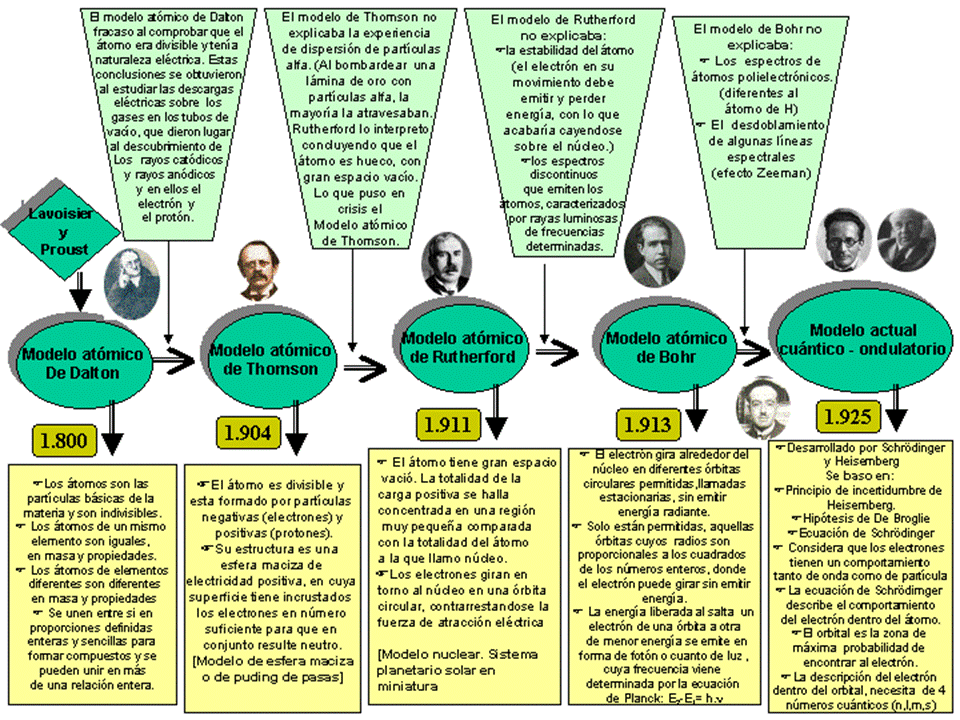 El modelo atómico de Dalton
fracaso al comprobar que el
átomo era divisible y tenía
naturaleza eléctrica. Estas
conclusiones se obtuvieron
al estudiar las descargas
eléctricas sobre los
gases en los tubos de
vacío, que dieron lugar
al descubrimiento de
Los rayos catódicos
y rayos anódicos
y en ellos el
electrón y
el protón.
El modelo de Thomson no
explicaba la experiencia
de dispersión de partículas
alfa. (Al bombardear una
lámina de oro con
partículas alfa, la
mayoría la atravesaban.
Rutherford lo interpreto
concluyendo que el
átomo es hueco, con
gran espacio vacío.
Lo que puso en
crisis el
Modelo atómico
de Thomson.
El modelo de Rutherford
no explicaba:
☞la estabilidad del átomo
(el electrón en su
movimiento debe
emitir y perder
energía, con lo que
acabaría cayendose
sobre el núcleo.)
☞los espectros
discontinuos
que emiten los
átomos, caracterizados
por rayas luminosas
de frecuencias
determinadas.
El modelo de Bohr no
explicaba:
☞ Los espectros de
átomos polielectrónicos.
(diferentes al
átomo de H)
☞ El desdoblamiento
de algunas líneas
espectrales
(efecto Zeeman)
Lavoisier
y
Proust
Modelo atómico
De Dalton
Modelo atómico
de Thomson
Modelo atómico
de Rutherford
Modelo atómico
de Bohr
Modelo actual
cuántico - ondulatorio
1.800
1.904
1.911
1.913
1.925
☞Los átomos son las
partículas básicas de la
materia y son indivisibles.
☞ Los átomos de un mismo
elemento son iguales,
en masa y propiedades.
☞ Los átomos de elementos
diferentes son diferentes
en masa y propiedades
☞ Se unen entre si en
proporciones definidas
enteras y sencillas para
formar compuestos y se
pueden unir en más
de una relación entera.
☞El átomo es divisible y
esta formado por partículas
negativas (electrones) y
positivas (protones).
☞Su estructura es una
esfera maciza de
electricidad positiva, en cuya
superficie tiene incrustados
los electrones en número
suficiente para que en
conjunto resulte neutro.
[Modelo de esfera maciza
o de puding de pasas]
☞ El átomo tiene gran espacio
vació. La totalidad de la
carga positiva se halla
concentrada en una región
muy pequeña comparada
con la totalidad del átomo
a la que llamo núcleo.
☞Los electrones giran en
torno al núcleo en una órbita
circular, contrarrestandose la
fuerza de atracción eléctrica
[Modelo nuclear. Sistema
planetario solar en
miniatura
☞ El electrón gira alrededor del
núcleo en diferentes órbitas
circulares permitidas,llamadas
estacionarias, sin emitir
energía radiante.
☞ Solo están permitidas, aquellas
órbitas cuyos radios son
proporcionales a los cuadrados
de los números enteros, donde
el electrón puede girar sin emitir
energía.
☞ La energía liberada al salta un
electrón de una órbita a otra
de menor energía se emite en
forma de fotón o cuanto de luz ,
cuya frecuencia viene
determinada por la ecuación
de Planck: E₂-E₁= h.ν
☞Desarrollado por Schrödinger
y Heisemberg
Se baso en:
☞Principio de incertidumbre de
Heisemberg.
☞Hipótesis de De Broglie
☞Ecuación de Schrödinger
☞ Considera que los electrones
tienen un comportamiento
tanto de onda como de partícula
☞ La ecuación de Schrödimger
describe el comportamiento
del electrón dentro del átomo.
☞El orbital es la zona de
máxima probabilidad de
encontrar al electrón.
☞ La descripción del electrón
dentro del orbital, necesita de 4
números cuánticos (n,l,m,s)